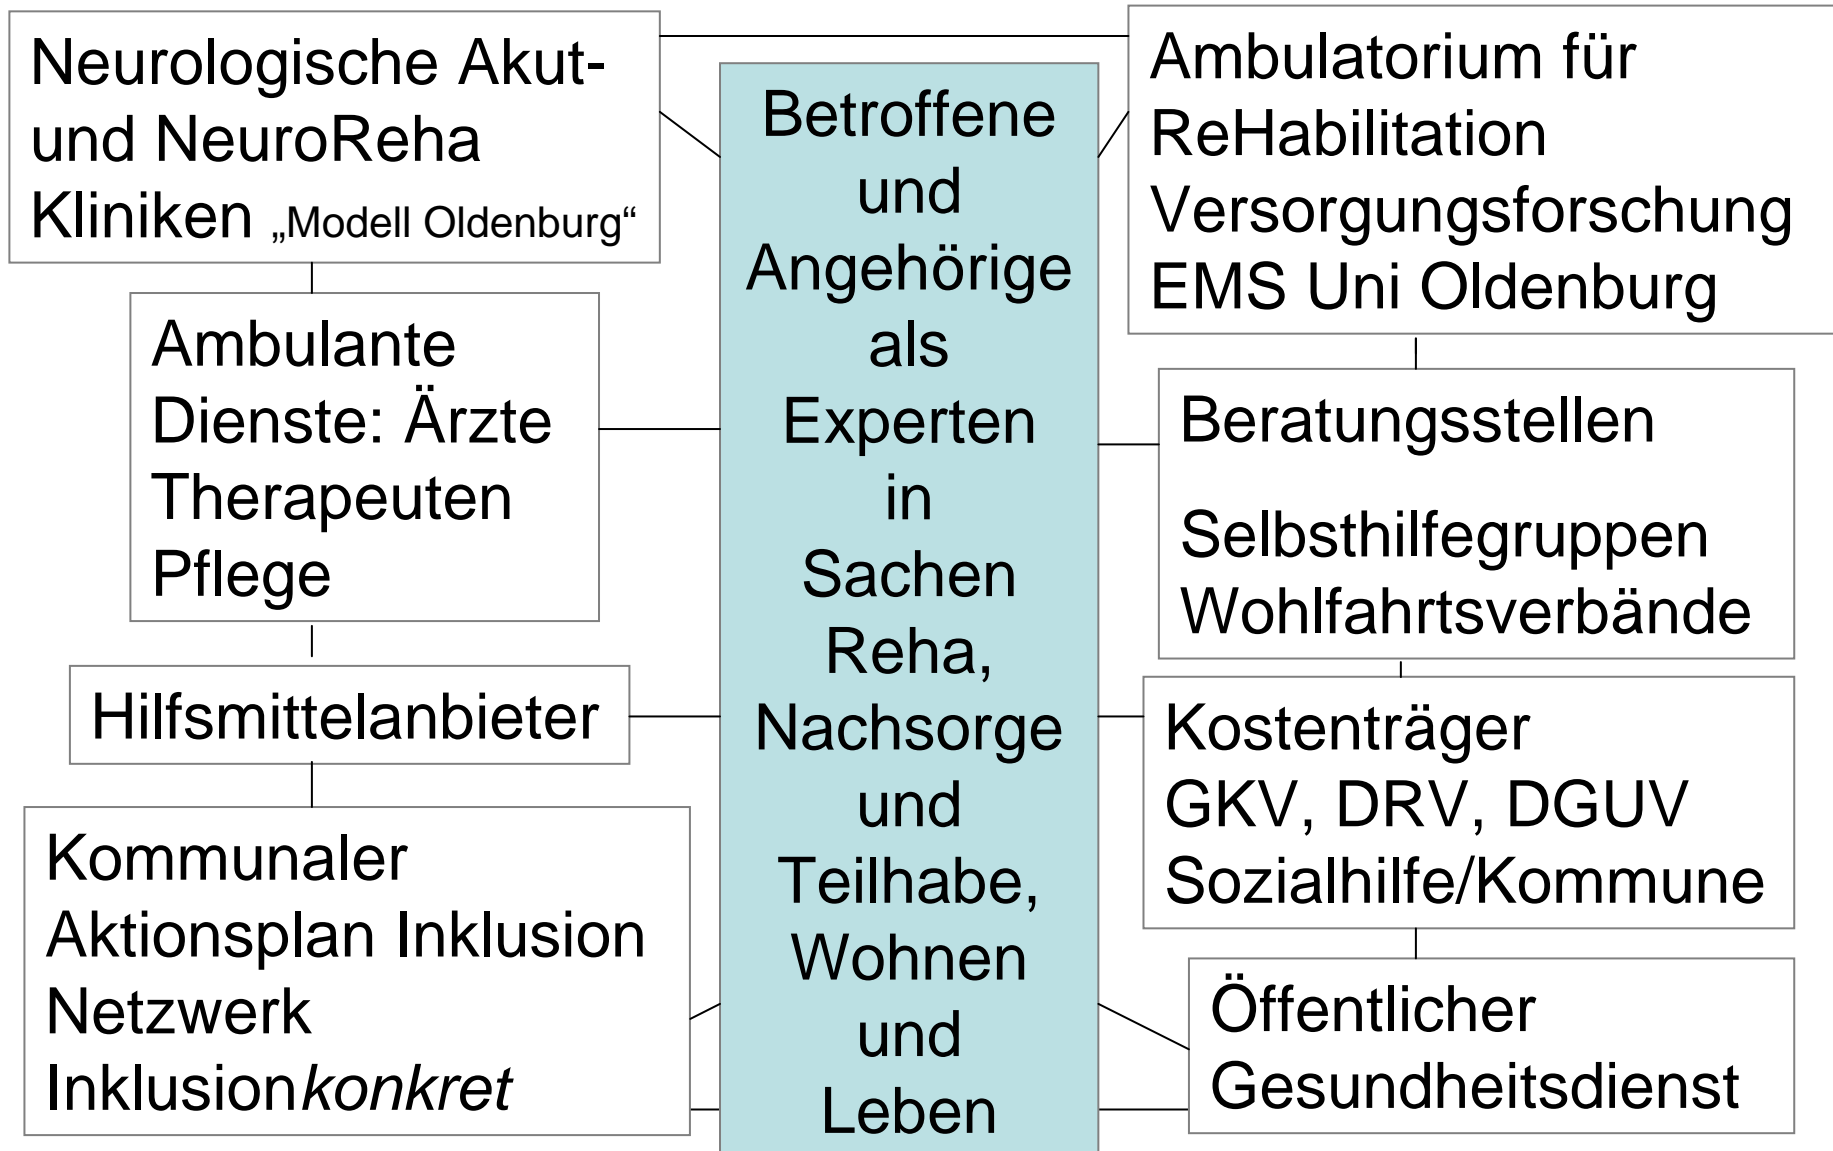 Neurologische Akut-
und NeuroReha
Kliniken „Modell Oldenburg“
Ambulante
Dienste: Ärzte
Therapeuten
Pflege
Hilfsmittelanbieter
Kommunaler
Aktionsplan Inklusion
Netzwerk
Inklusionkonkret
Betroffene
und
Angehörige
als
Experten
in
Sachen
Reha,
Nachsorge
und
Teilhabe,
Wohnen
und
Leben
Ambulatorium für
ReHabilitation
Versorgungsforschung
EMS Uni Oldenburg
Beratungsstellen
Selbsthilfegruppen
Wohlfahrtsverbände
Kostenträger
GKV, DRV, DGUV
Sozialhilfe/Kommune
Öffentlicher
Gesundheitsdienst